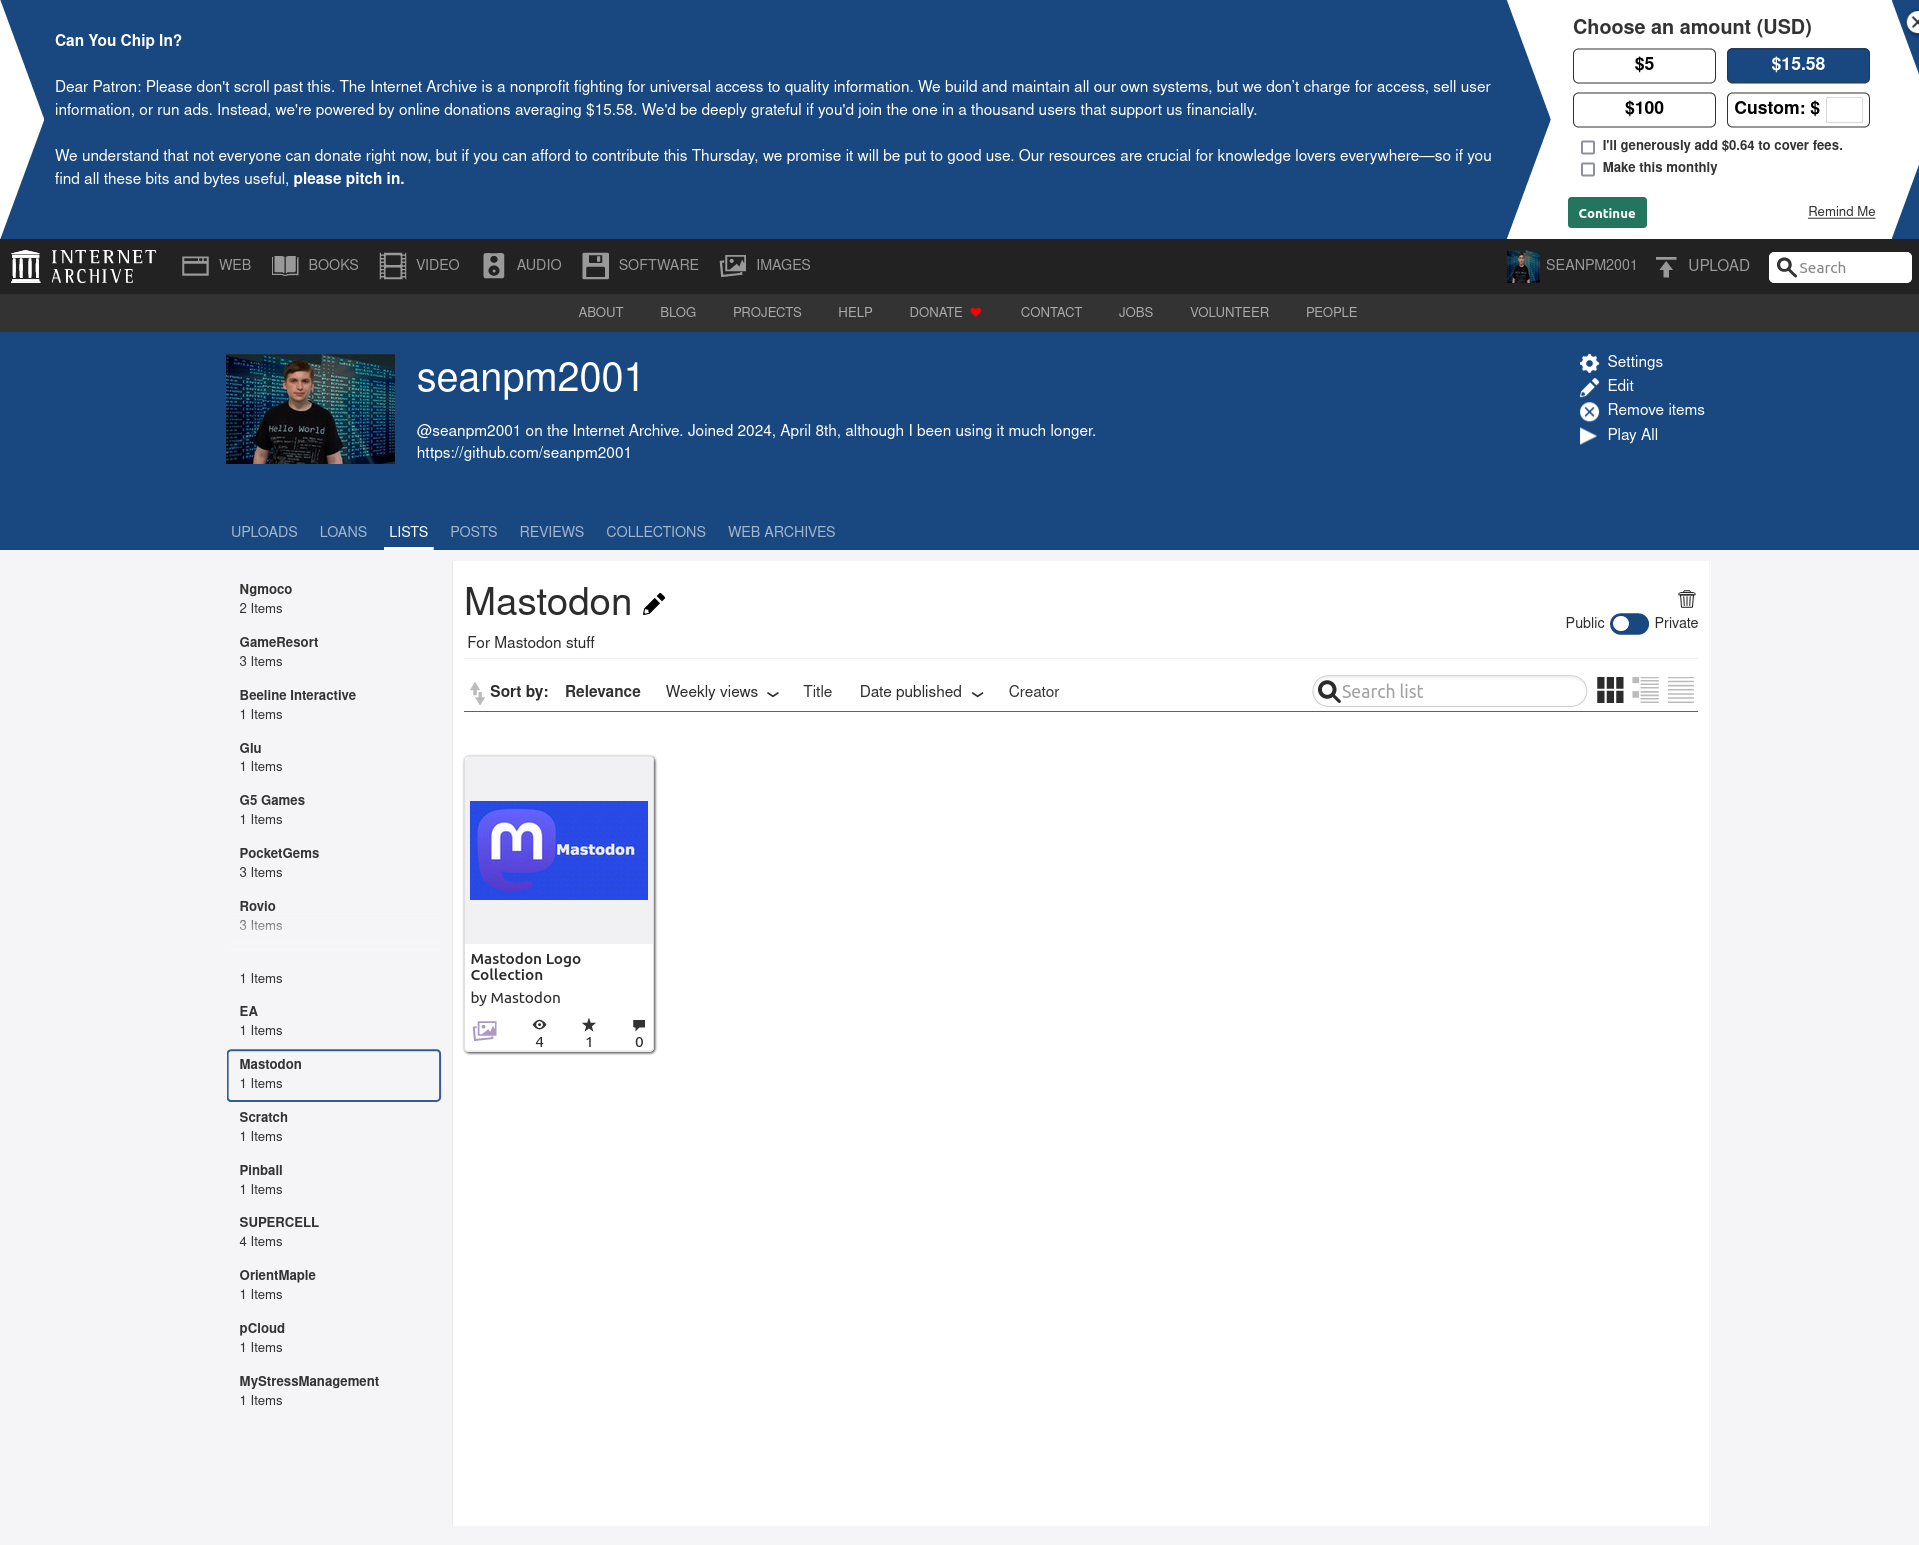 Can You Chip In?
Dear Patron: Please don't scroll past this. The Internet Archive is a nonprofit fighting for universal access to quality information. We build and maintain all our own systems, but we don’t charge for access, sell user
information, or run ads. Instead, we're powered by online donations averaging $15.58. We'd be deeply grateful if you'd join the one in a thousand users that support us financially.
We understand that not everyone can donate right now, but if you can afford to contribute this Thursday, we promise it will be put to good use. Our resources are crucial for knowledge lovers everywhere—so if you
find all these bits and bytes useful, please pitch in.
Choose an amount (USD)
$5
$15.58
$100
Custom: $
I'll generously add $0.64 to cover fees.
Make this monthly
Continue
Remind Me
INTERNET
ARCHIVE
WEB
BOOKS
VIDEO
AUDIO
SOFTWARE
IMAGES
SEANPM2001
UPLOAD
Search
ABOUT
BLOG
PROJECTS
HELP
DONATE
CONTACT
JOBS
VOLUNTEER
PEOPLE
Hello World
seanpm2001
@seanpm2001 on the Internet Archive. Joined 2024, April 8th, although I been using it much longer.
https://github.com/seanpm2001
Settings
Edit
Remove items
Play All
UPLOADS
LOANS
LISTS
POSTS
REVIEWS
COLLECTIONS
WEB ARCHIVES
Ngmoco
2 Items
GameResort
3 Items
Beeline Interactive
1 Items
Glu
1 Items
G5 Games
1 Items
PocketGems
3 Items
Rovio
3 Items
1 Items
EA
1 Items
Mastodon
1 Items
Scratch
1 Items
Pinball
1 Items
SUPERCELL
4 Items
OrientMaple
1 Items
pCloud
1 Items
MyStressManagement
1 Items
Mastodon
For Mastodon stuff
Public
Private
Sort by:
Relevance
Weekly views
Title
Date published
Creator
Search list
Mastodon
Mastodon Logo
Collection
by Mastodon
4
1
0